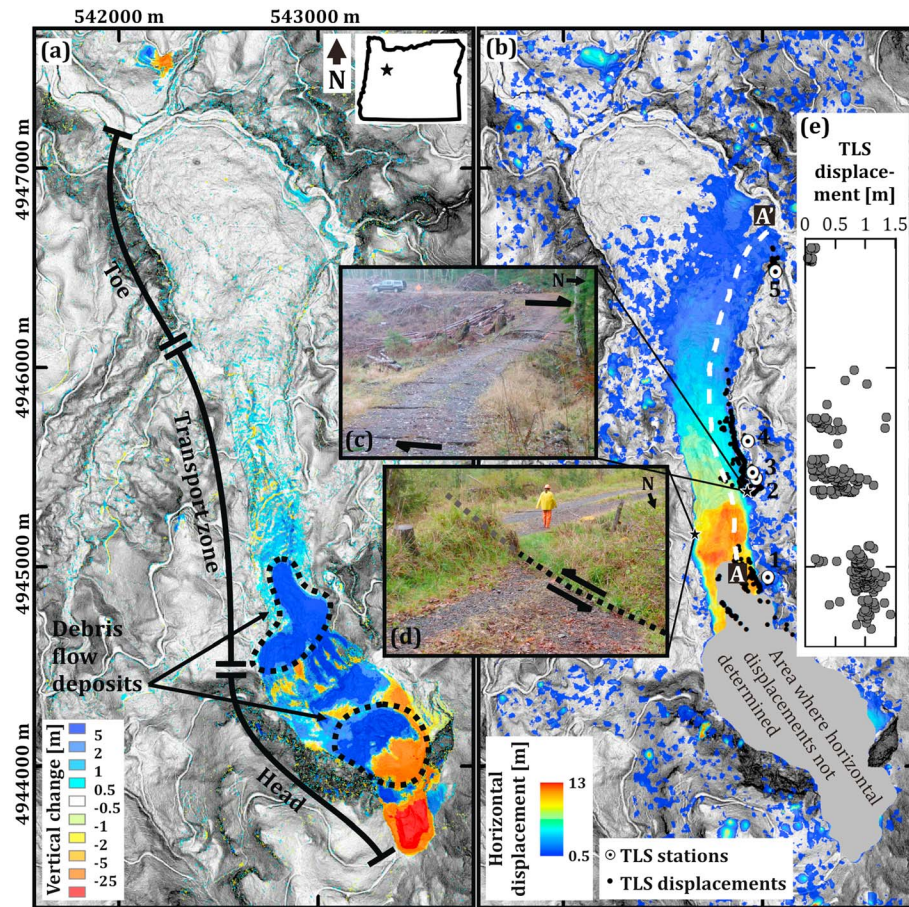 542000 m
543000 m
(a)
N
4947000 m
4946000 m
4945000 m
4944000 m
Toe
Transport zone
Head
Debris
flow
deposits
Vertical change [m]
5
2
1
0.5
-0.5
-1
-2
-5
-25
(b)
A'
5
4
3
2
1
A
(c)
N
(d)
N
Area where horizontal
displacements not
determined
Horizontal
displacement [m]
13
0.5
TLS stations
TLS displacements
(e)
TLS
displace-
ment [m]
0 0.5 1 1.5